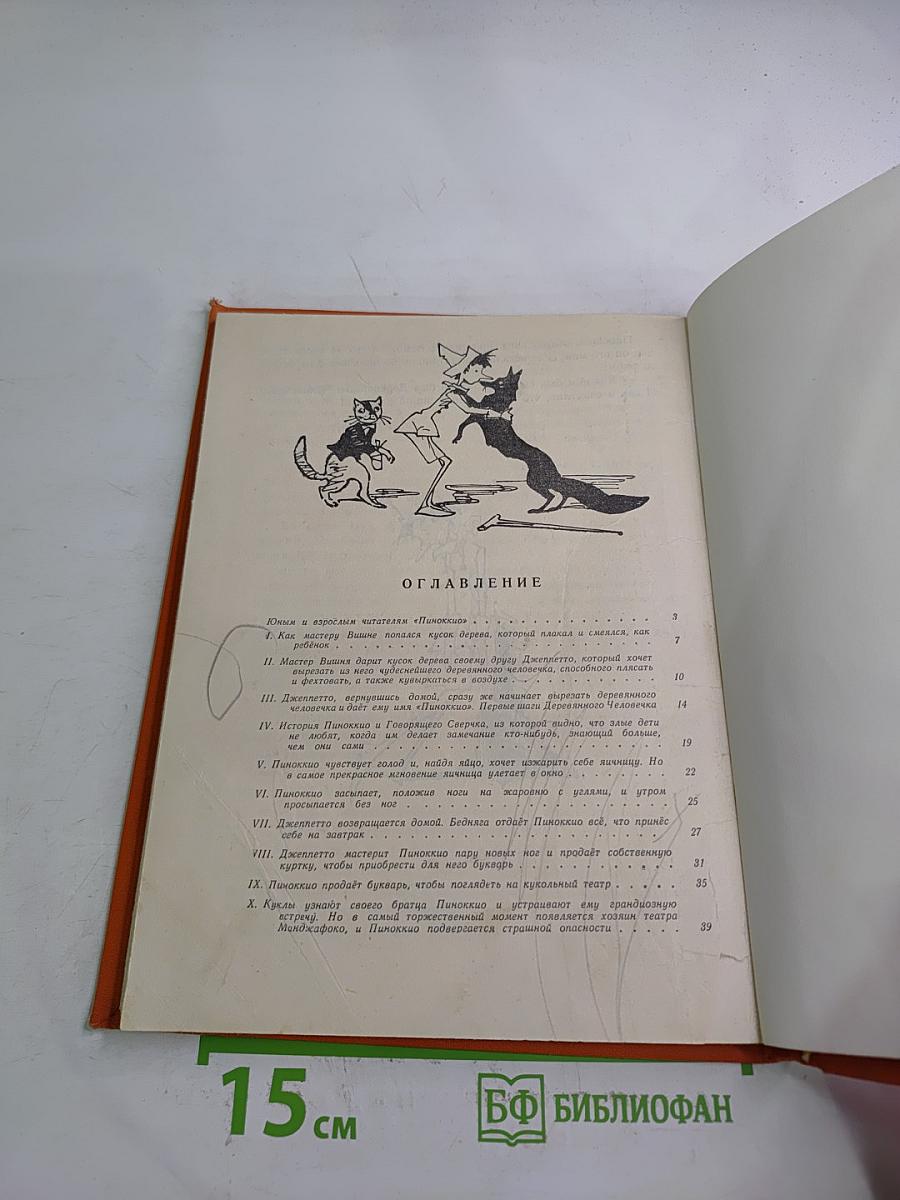 ОГЛАВЛЕНИЕ
Юным и взрослым читателям «Пиноккио» . . . . . . . . . . . . . . . 3
I. Как мастеру Вишне попался кусок дерева, который плакал и смеялся, как
ребёнок . . . . . . . . . . . . . . . . . . . . . . . . . . 7
II. Мастер Вишня дарит кусок дерева своему другу Джеппетто, который хочет
вырезать из него чудеснейшего деревянного человечка, способного плясать
и фехтовать, а также кувыркаться в воздухе . . . . . . . . . . . . 10
III. Джеппетто, вернувшись домой, сразу же начинает вырезать деревянного
человечка и даёт ему имя «Пиноккио». Первые шаги Деревянного Человечка 14
IV. История Пиноккио и Говорящего Сверчка, из которой видно, что злые дети
не любят, когда им делает замечание кто-нибудь, знающий больше,
чем они сами . . . . . . . . . . . . . . . . . . . . . . . 19
V. Пиноккио чувствует голод и, найдя яйцо, хочет изжарить себе яичницу. Но
в самое прекрасное мгновение яичница улетает в окно . . . . . . . . 22
VI. Пиноккио засыпает, положив ноги на жаровню с углями, и утром
просыпается без ног . . . . . . . . . . . . . . . . . . . . 25
VII. Джеппетто возвращается домой. Бедняга отдаёт Пиноккио всё, что принёс
себе на завтрак . . . . . . . . . . . . . . . . . . . . . . 27
VIII. Джеппетто мастерит Пиноккио пару новых ног и продаёт собственную
куртку, чтобы приобрести для него букварь . . . . . . . . . . . . 31
IX. Пиноккио продаёт букварь, чтобы поглядеть на кукольный театр . . . . . 35
X. Куклы узнают своего братца Пиноккио и устраивают ему грандиозную
встречу. Но в самый торжественный момент появляется хозяин театра
Манджафоко, и Пиноккио подвергается страшной опасности . . . . . 39
15 см
БФ БИБЛИОФАН